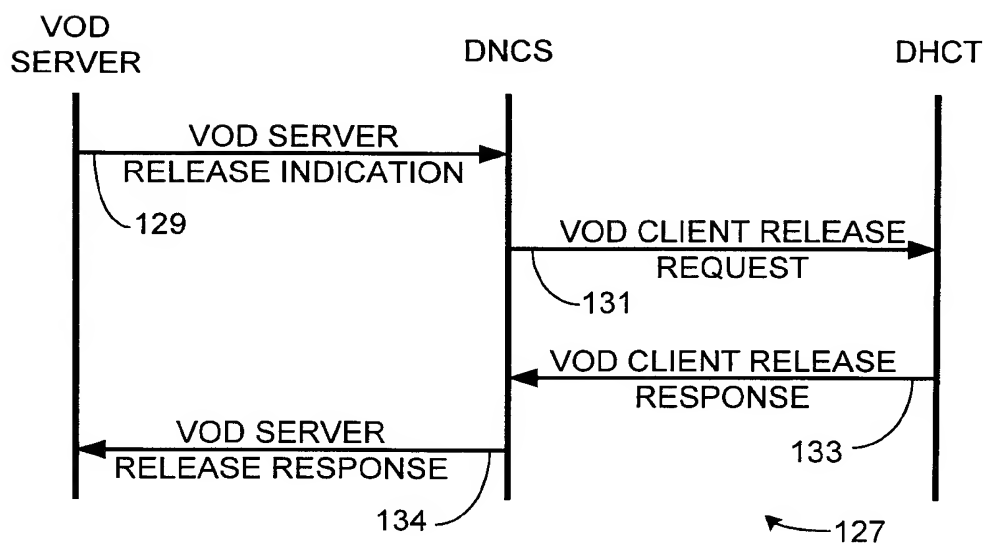 VOD
SERVER
DNCS
DHCT
VOD SERVER
RELEASE INDICATION
129
VOD CLIENT RELEASE
REQUEST
131
VOD CLIENT RELEASE
RESPONSE
133
VOD SERVER
RELEASE RESPONSE
134
127